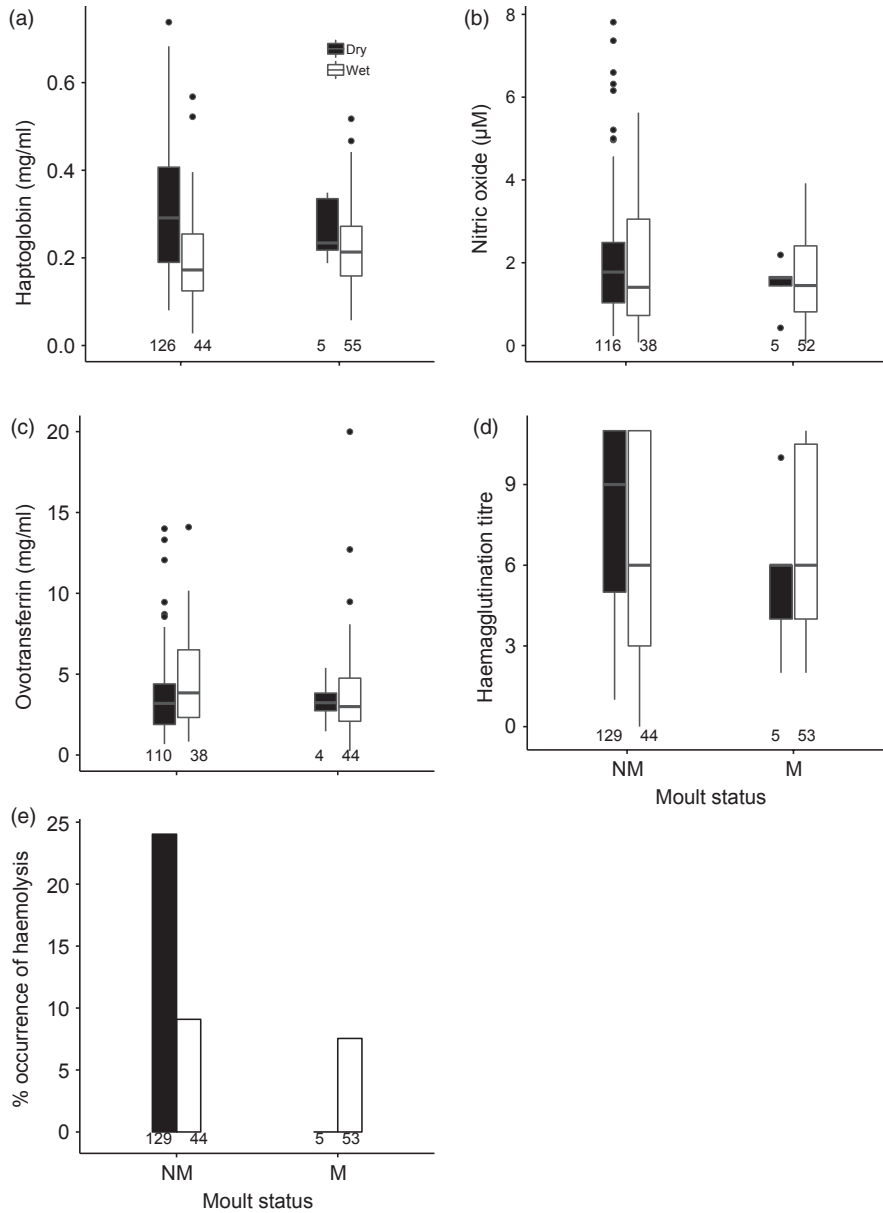 (a)
Haptoglobin (mg/ml)
0.6
0.4
0.2
0.0
Dry
Wet
126 44 5 55
(b)
Nitric oxide (µM)
8
6
4
2
0
116 38 5 52
(c)
Ovotransferrin (mg/ml)
20
15
10
5
0
110 38 4 44
(d)
Haemagglutination titre
9
6
3
0
129 44 5 53
NM M
Moult status
(e)
% occurrence of haemolysis
25
20
15
10
5
0
129 44 5 53
NM M
Moult status